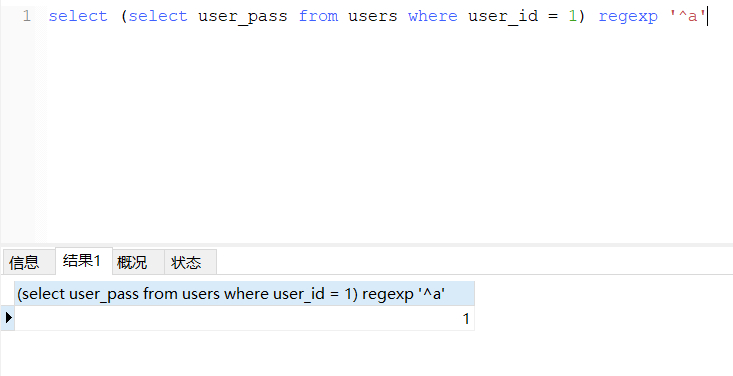 1 select (select user_pass from users where user_id = 1) regexp '^a'
信息 结果1 概况 状态
(select user_pass from users where user_id = 1) regexp '^a'
1